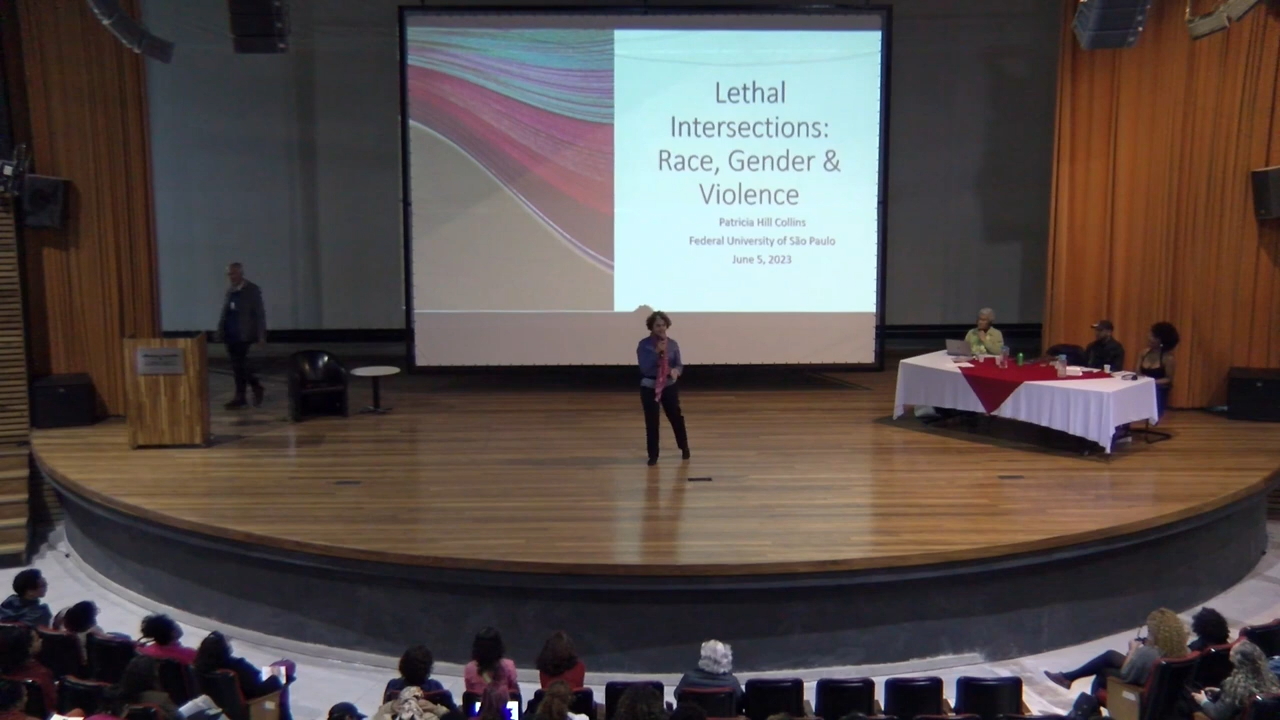 Lethal
Intersections:
Race, Gender &
Violence
Patricia Hill Collins
Federal University of São Paulo
June 5, 2023